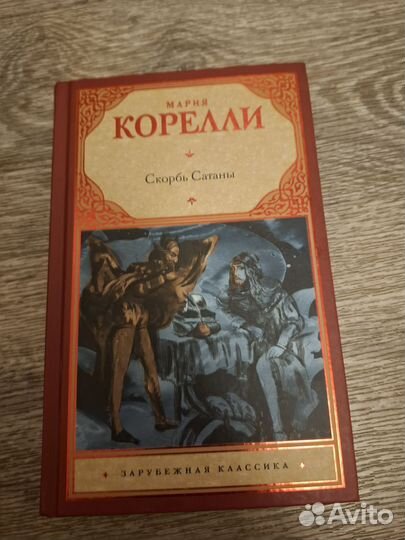 МАРИЯ
КОРЕЛЛИ
Скорбь Сатаны
ЗАРУБЕЖНАЯ КЛАССИКА
Avito